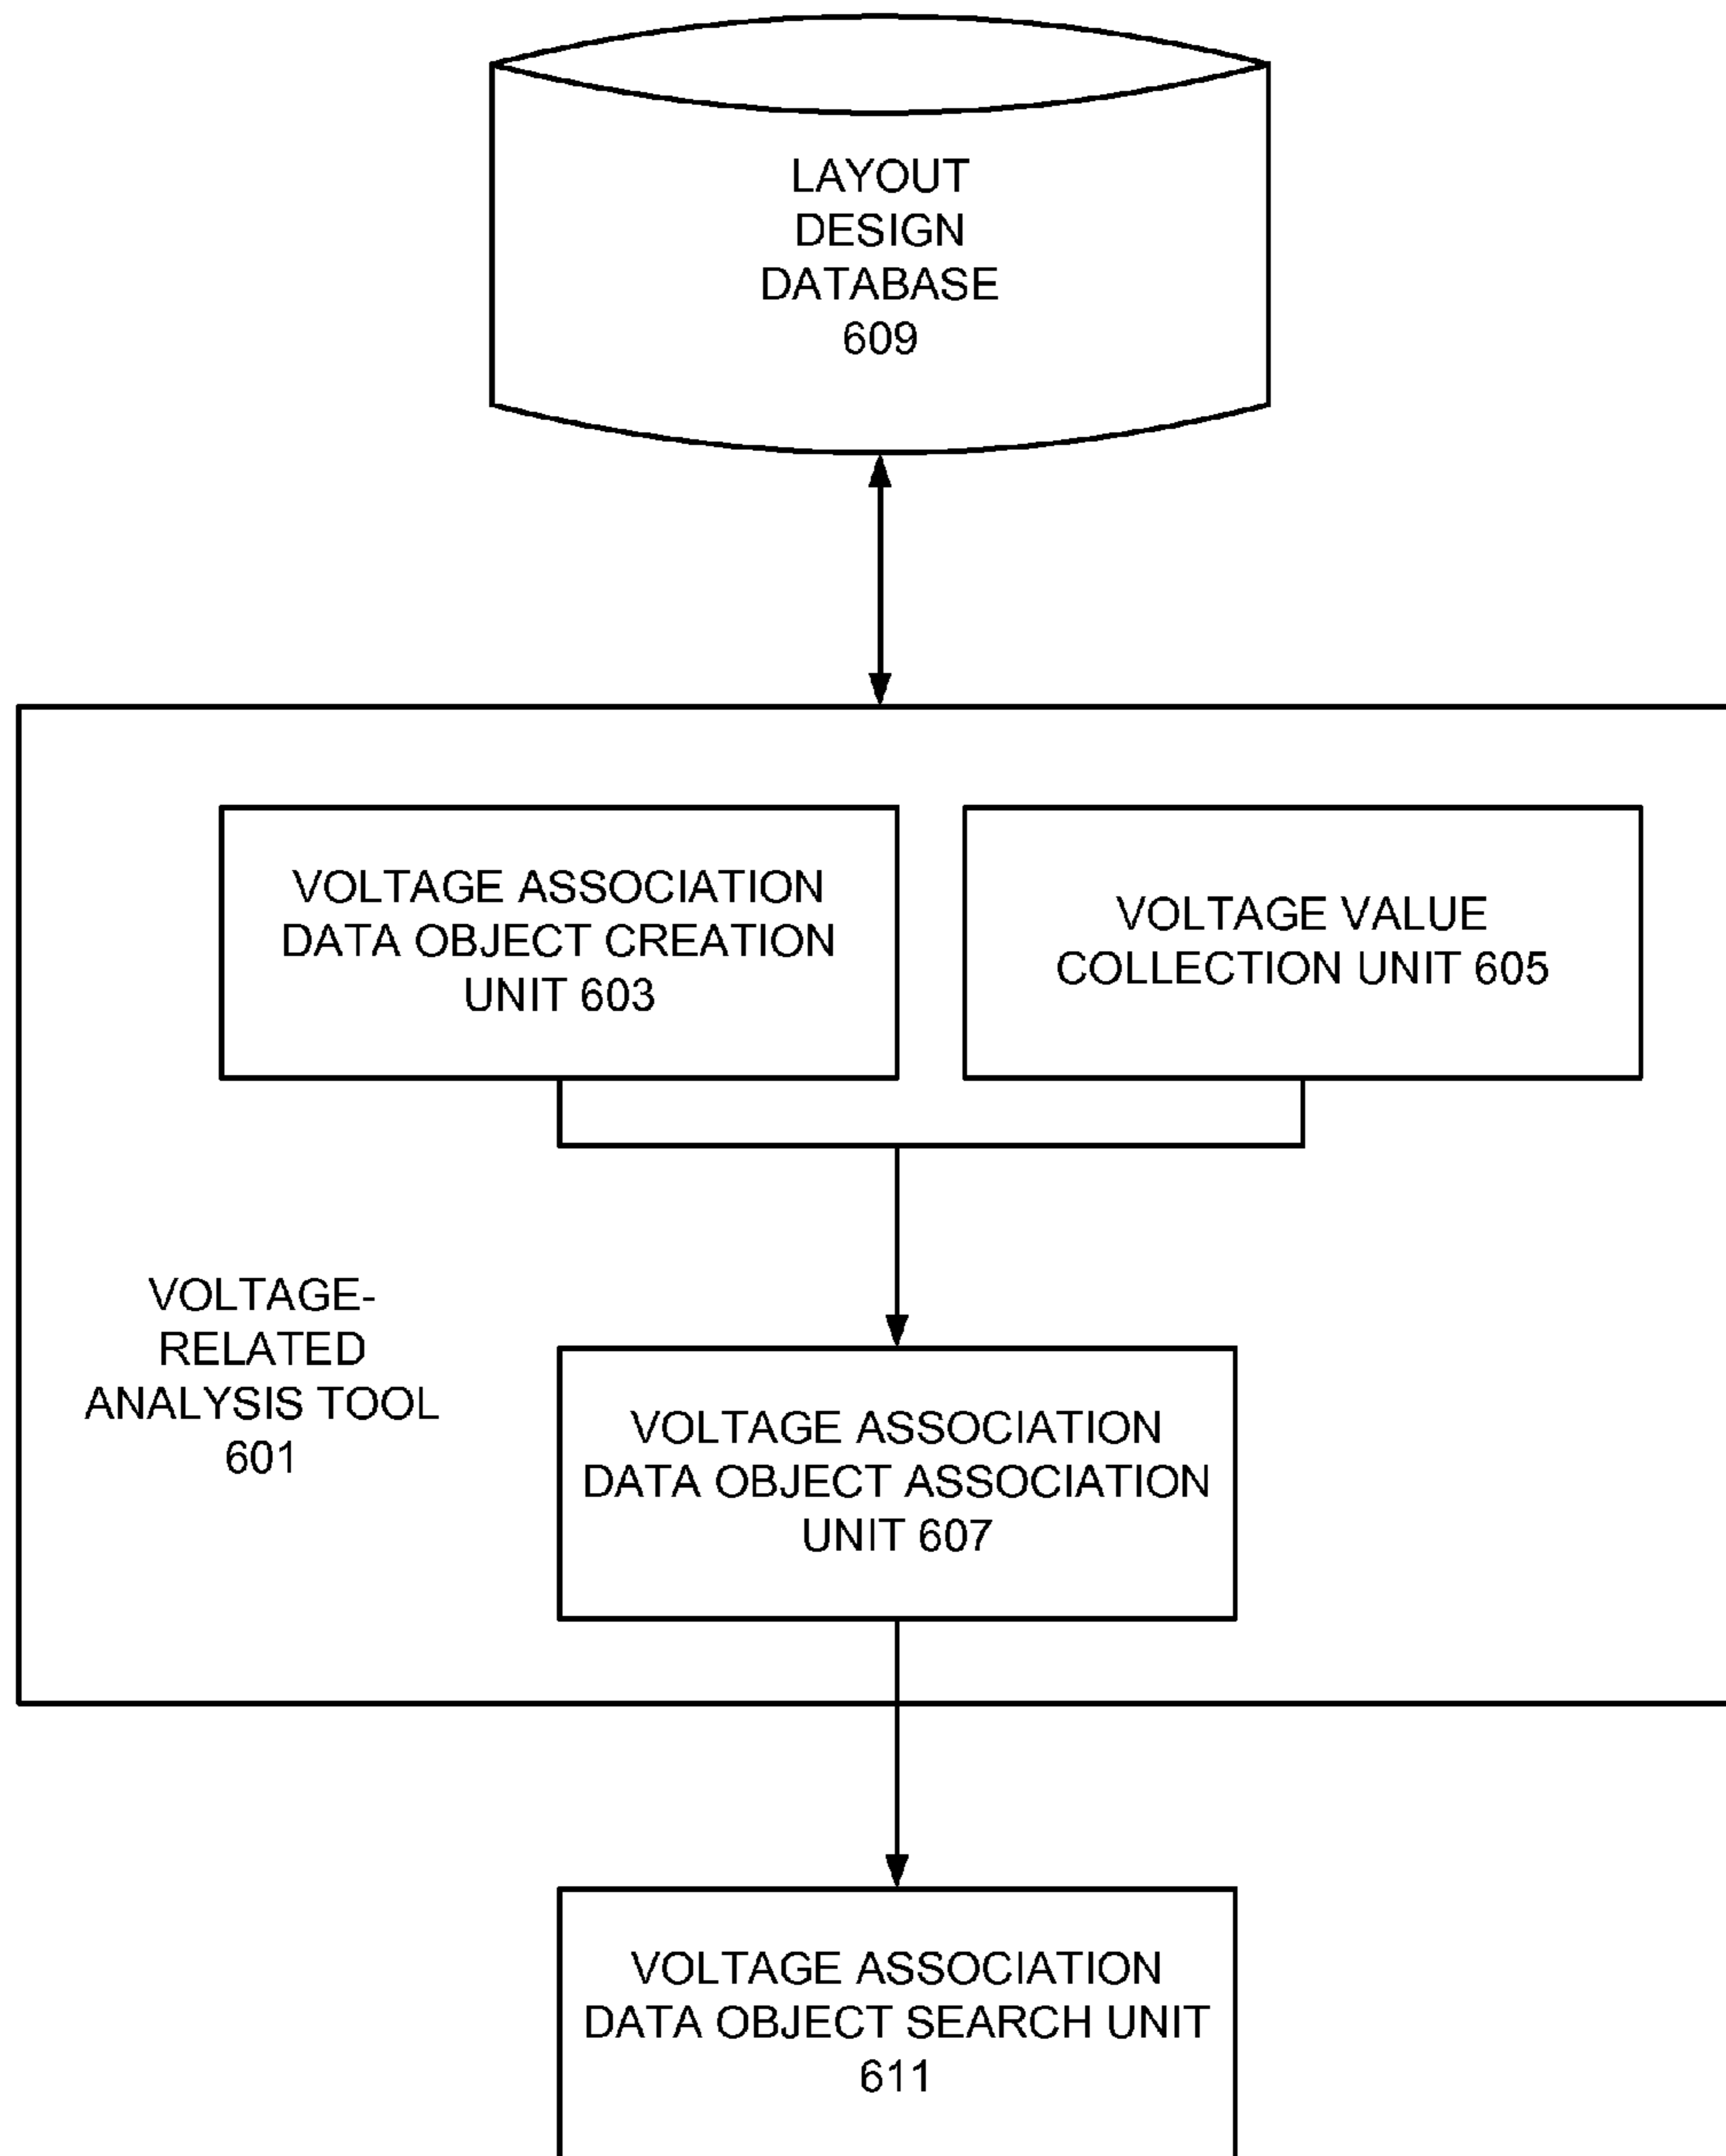 LAYOUT
DESIGN
DATABASE
609
VOLTAGE ASSOCIATION
DATA OBJECT CREATION
UNIT 603
VOLTAGE VALUE
COLLECTION UNIT 605
VOLTAGE-
RELATED
ANALYSIS TOOL
601
VOLTAGE ASSOCIATION
DATA OBJECT ASSOCIATION
UNIT 607
VOLTAGE ASSOCIATION
DATA OBJECT SEARCH UNIT
611